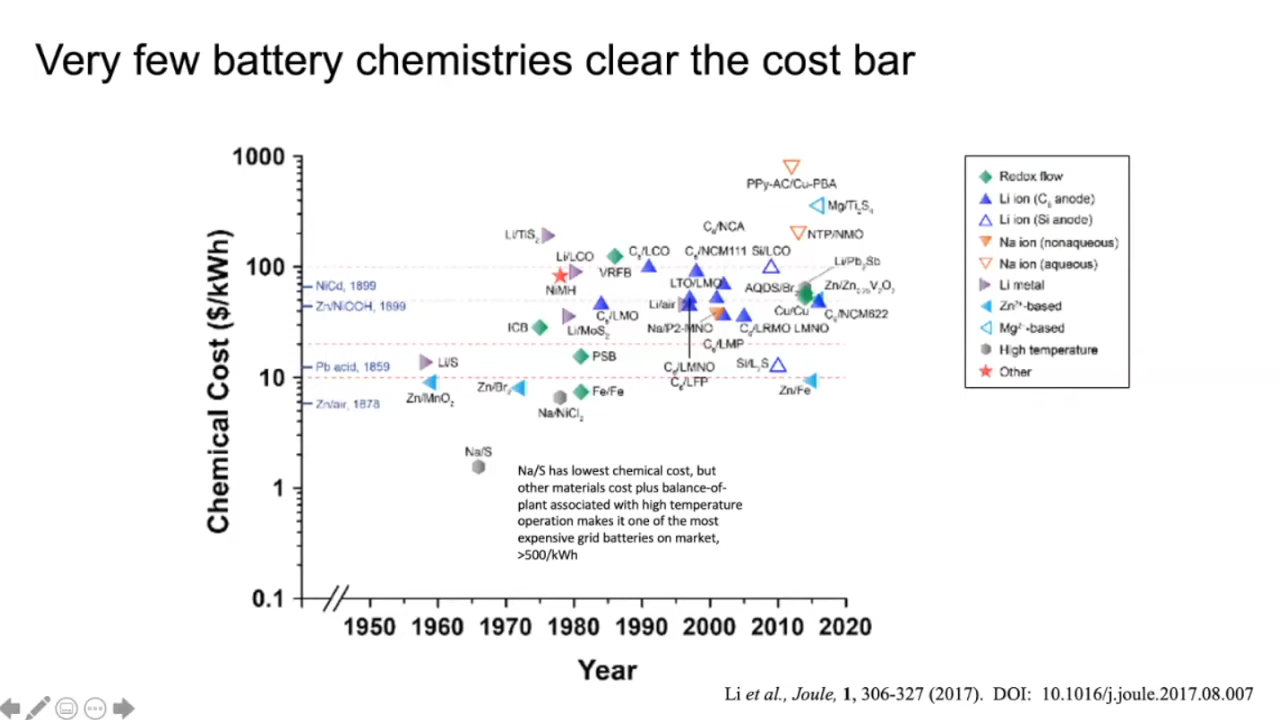 Very few battery chemistries clear the cost bar
Chemical Cost ($/kWh)
1000
100
10
1
0.1
NiCd, 1899
Zn/NiOOH, 1899
Pb acid, 1859
Zn/air, 1878
PPy-AC/Cu-PBA
Mg/Ti₂S₄
C₆/NCA
NTP/NMO
Li/TiS₂
Li/LCO
C₆/LCO
C₆/NCM111
Si/LCO
VRFB
Li/Pb₂Sb
NiMH
LTO/LMO
AQDS/Br₂
Li/air
C₆/LMO
Cu/Cu
C₆/NCM622
ICB
Li/MoS₂
Na/P2-MNO
C₆/LRMO
LMNO
C₆/LMP
Li/S
PSB
C₆/LMNO
Si/Li₂S
C₆/LFP
Zn/MnO₂
Zn/Br₂
Fe/Fe
Zn/Fe
Na/NiCl₂
Na/S
Na/S has lowest chemical cost, but
other materials cost plus balance-of-
plant associated with high temperature
operation makes it one of the most
expensive grid batteries on market,
>500/kWh
1950 1960 1970 1980 1990 2000 2010 2020
Year
Redox flow
Li ion (C₆ anode)
Li ion (Si anode)
Na ion (nonaqueous)
Na ion (aqueous)
Li metal
Zn²⁺-based
Mg²⁺-based
High temperature
Other
Li et al., Joule, 1, 306-327 (2017). DOI: 10.1016/j.joule.2017.08.007